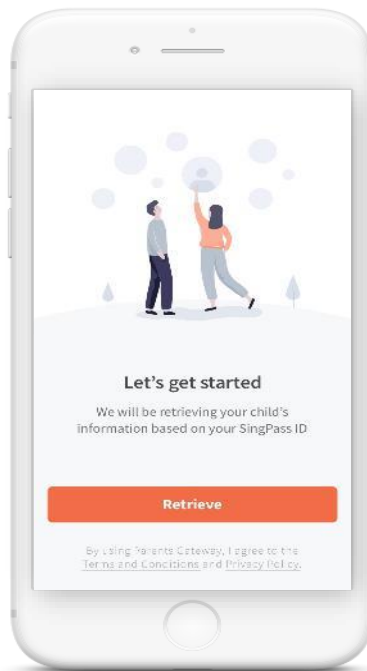 Let's get started
We will be retrieving your child's
information based on your SingPass ID
Retrieve
By using Parents Gateway, I agree to the
Terms and Conditions and Privacy Policy.